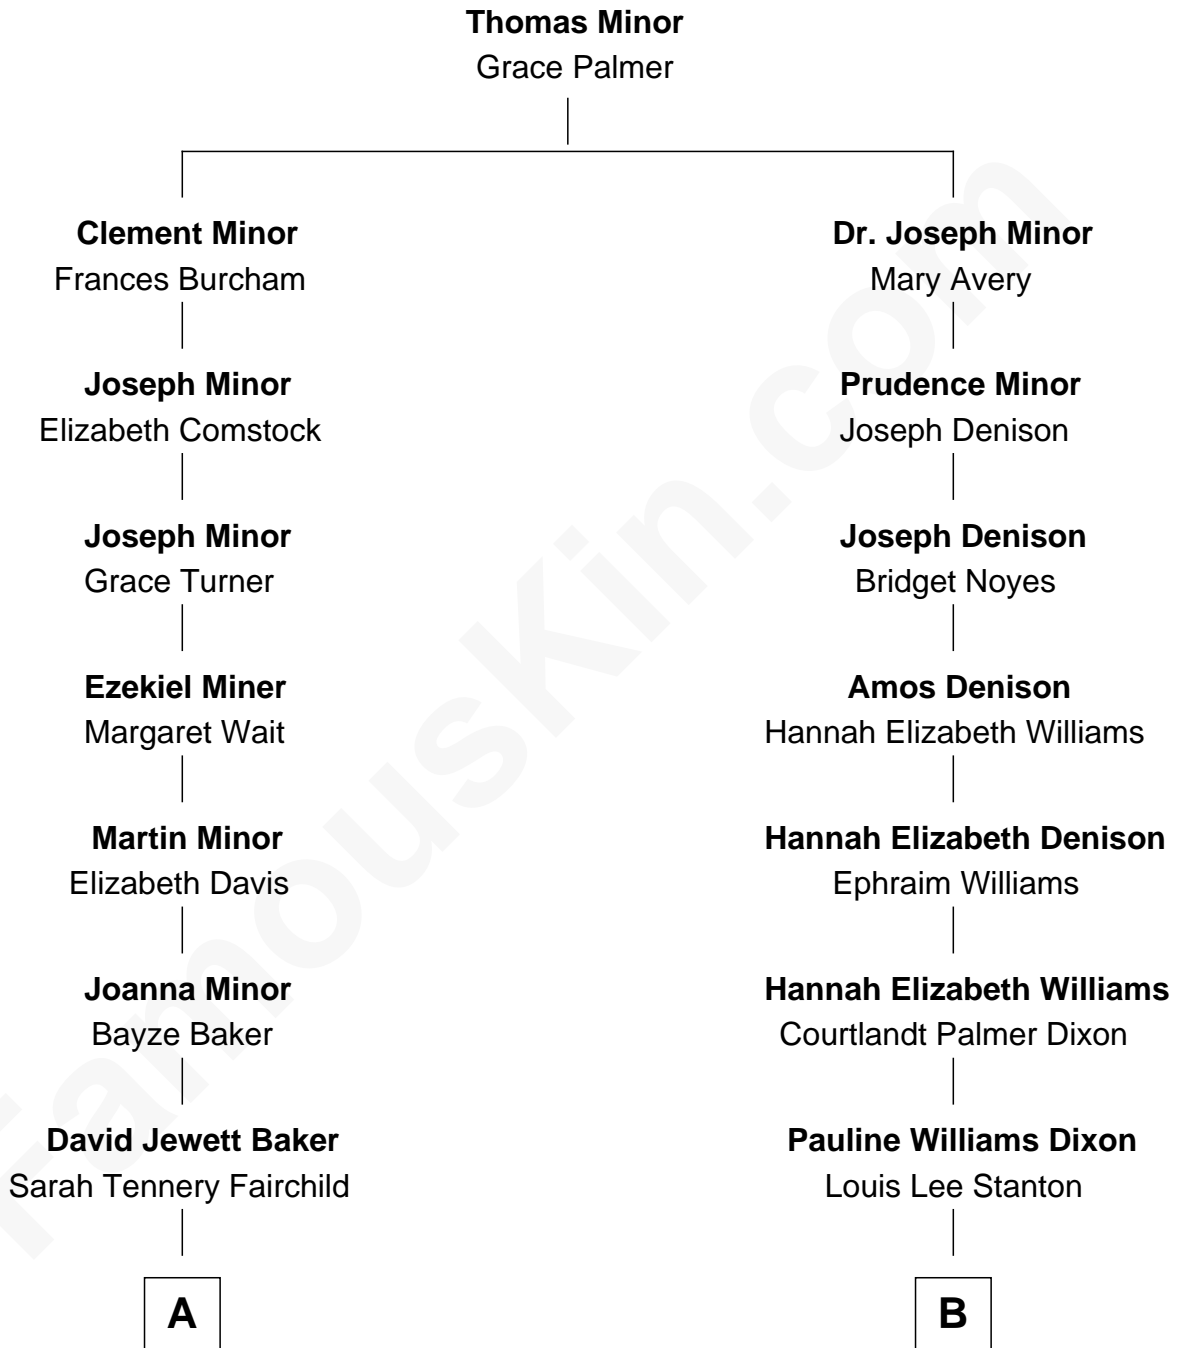 Thomas Minor
Grace Palmer
Clement Minor
Frances Burcham
Dr. Joseph Minor
Mary Avery
Joseph Minor
Elizabeth Comstock
Prudence Minor
Joseph Denison
Joseph Minor
Grace Turner
Joseph Denison
Bridget Noyes
Ezekiel Miner
Margaret Wait
Amos Denison
Hannah Elizabeth Williams
Martin Minor
Elizabeth Davis
Hannah Elizabeth Denison
Ephraim Williams
Joanna Minor
Bayze Baker
Hannah Elizabeth Williams
Courtlandt Palmer Dixon
David Jewett Baker
Sarah Tennery Fairchild
Pauline Williams Dixon
Louis Lee Stanton
A
B
FamousKin.com